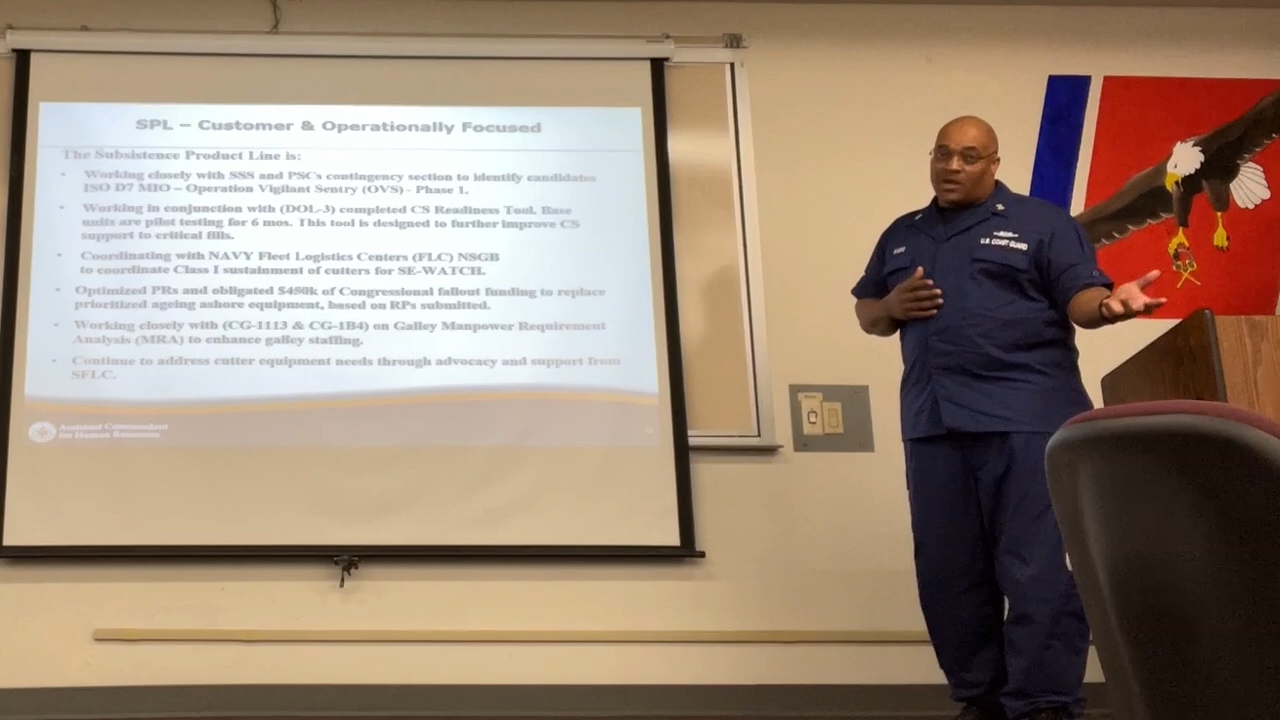 SPL – Customer & Operationally Focused
The Subsistence Product Line is:
• Working closely with SSS and PSC's contingency section to identify candidates
ISO D7 MIO – Operation Vigilant Sentry (OVS) - Phase 1.
• Working in conjunction with (DOL-3) completed CS Readiness Tool. Base
units are pilot testing for 6 mos. This tool is designed to further improve CS
support to critical fills.
• Coordinating with NAVY Fleet Logistics Centers (FLC) NSGB
to coordinate Class I sustainment of cutters for SE-WATCH.
• Optimized PRs and obligated $450k of Congressional fallout funding to replace
prioritized ageing ashore equipment, based on RPs submitted.
• Working closely with (CG-1113 & CG-1B4) on Galley Manpower Requirement
Analysis (MRA) to enhance galley staffing.
• Continue to address cutter equipment needs through advocacy and support from
SFLC.
Assistant Commandant
for Human Resources
U.S. COAST GUARD